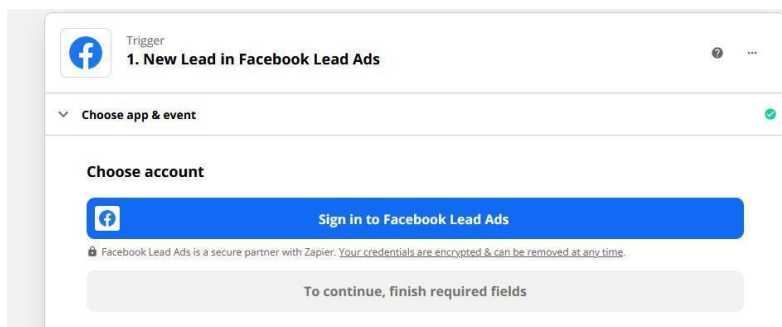 Trigger
1. New Lead in Facebook Lead Ads
Choose app & event
Choose account
Sign in to Facebook Lead Ads
Facebook Lead Ads is a secure partner with Zapier. Your credentials are encrypted & can be removed at any time.
To continue, finish required fields